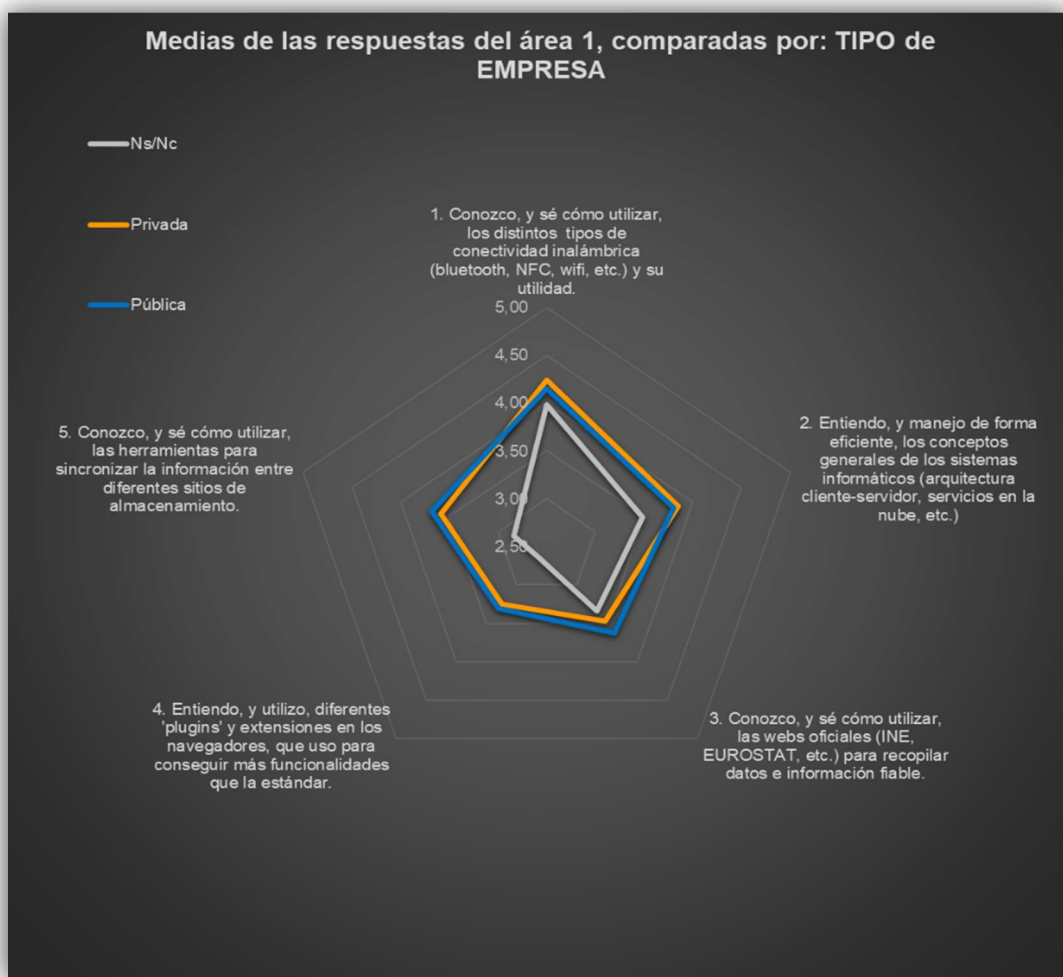 Medias de las respuestas del área 1, comparadas por: TIPO de
EMPRESA
Ns/Nc
Privada
Pública
1. Conozco, y sé cómo utilizar,
los distintos tipos de
conectividad inalámbrica
(bluetooth, NFC, wifi, etc.) y su
utilidad.
5,00
4,50
4,00
3,50
3,00
2,50
2. Entiendo, y manejo de forma
eficiente, los conceptos
generales de los sistemas
informáticos (arquitectura
cliente-servidor, servicios en la
nube, etc.)
3. Conozco, y sé cómo utilizar,
las webs oficiales (INE,
EUROSTAT, etc.) para recopilar
datos e información fiable.
4. Entiendo, y utilizo, diferentes
'plugins' y extensiones en los
navegadores, que uso para
conseguir más funcionalidades
que la estándar.
5. Conozco, y sé cómo utilizar,
las herramientas para
sincronizar la información entre
diferentes sitios de
almacenamiento.